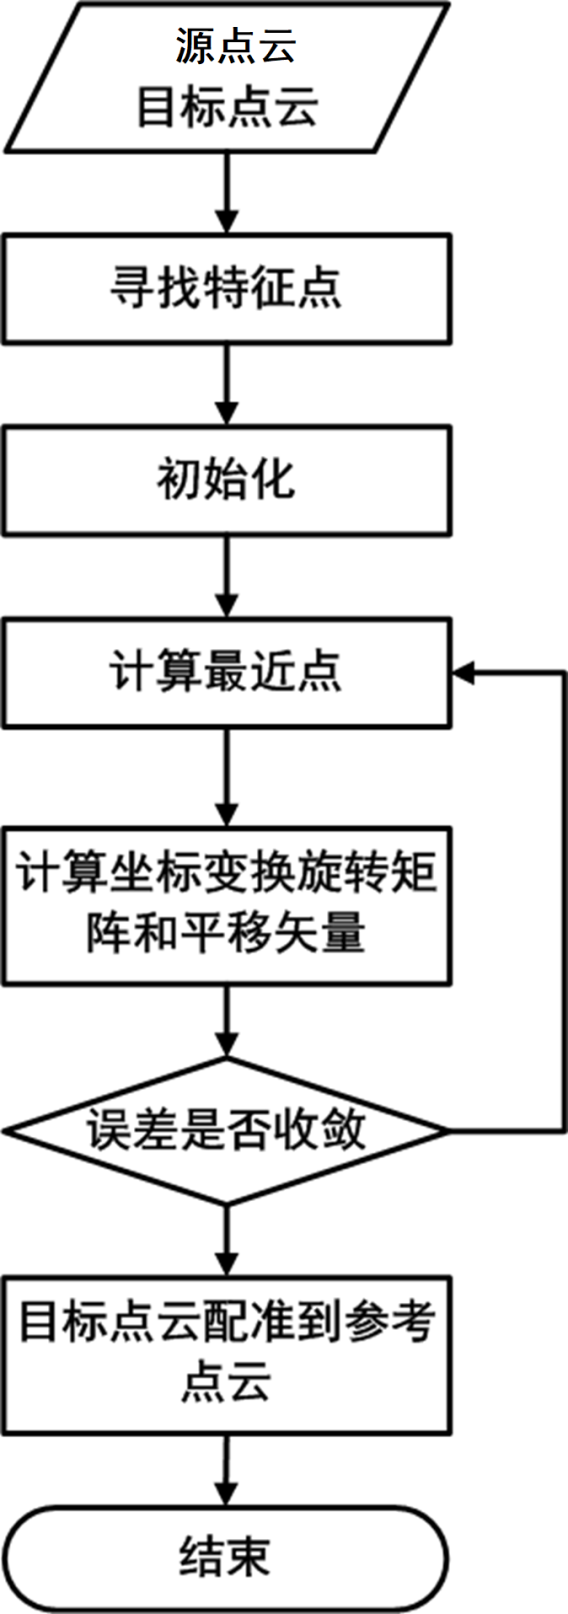 源点云
目标点云
寻找特征点
初始化
计算最近点
计算坐标变换旋转矩
阵和平移矢量
误差是否收敛
目标点云配准到参考
点云
结束